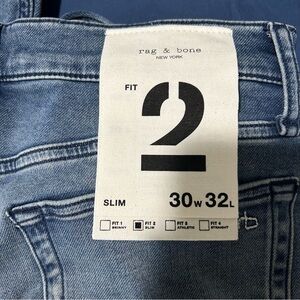 rag & bone
NEW YORK
FIT
2
SLIM 30W 32L
FIT 1 FIT 2 FIT 3 FIT 4
SKINNY SLIM ATHLETIC STRAIGHT